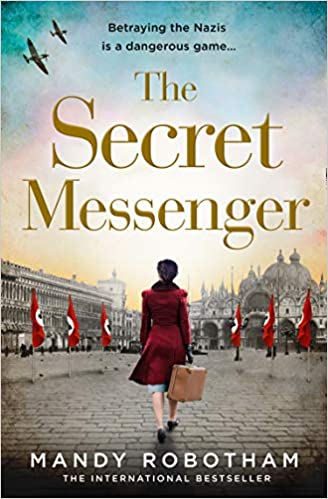 Betraying the Nazis
is a dangerous game...
The
Secret
Messenger
MANDY ROBOTHAM
THE INTERNATIONAL BESTSELLER